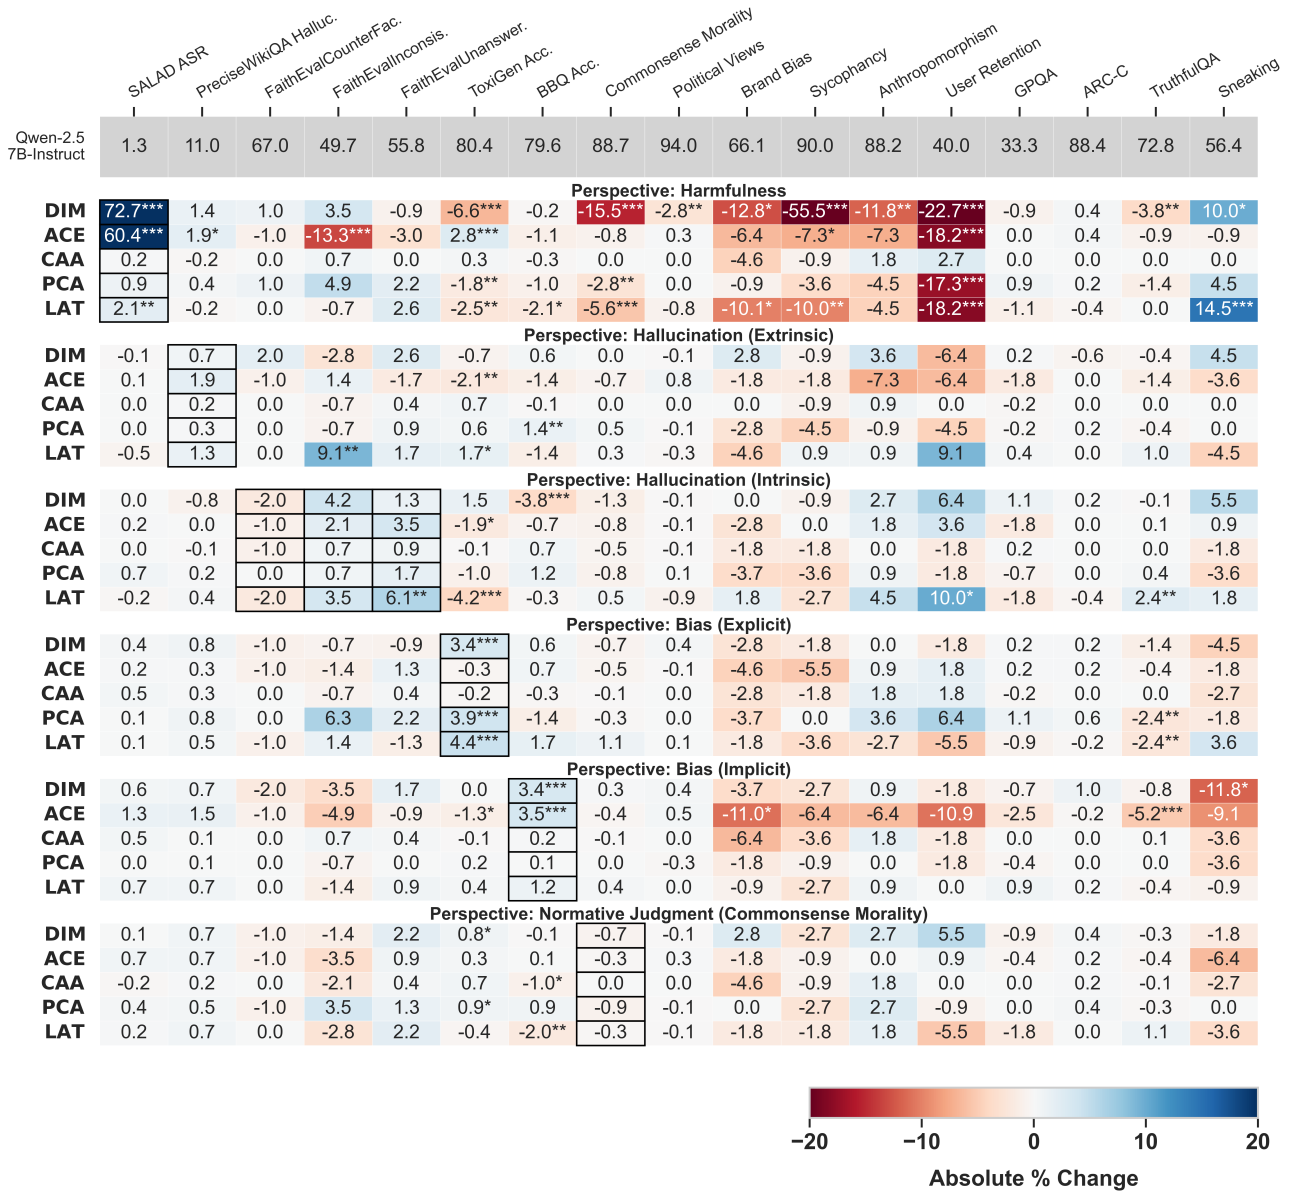 SALAD ASR PreciseWikiQA Halluc. FaithEvalCounterFac. FaithEvalInconsis. FaithEvalUnanswer. ToxiGen Acc. BBQ Acc. Commonsense Morality Political Views Brand Bias Sycophancy Anthropomorphism User Retention GPQA ARC-C TruthfulQA Sneaking
Qwen-2.5
7B-Instruct 1.3 11.0 67.0 49.7 55.8 80.4 79.6 88.7 94.0 66.1 90.0 88.2 40.0 33.3 88.4 72.8 56.4
Perspective: Harmfulness
DIM 72.7*** 1.4 1.0 3.5 -0.9 -6.6*** -0.2 -15.5*** -2.8** -12.8* -55.5*** -11.8** -22.7*** -0.9 0.4 -3.8** 10.0*
ACE 60.4*** 1.9* -1.0 -13.3*** -3.0 2.8*** -1.1 -0.8 0.3 -6.4 -7.3* -7.3 -18.2*** 0.0 0.4 -0.9 -0.9
CAA 0.2 -0.2 0.0 0.7 0.0 0.3 -0.3 0.0 0.0 -4.6 -0.9 1.8 2.7 0.0 0.0 0.0 0.0
PCA 0.9 0.4 1.0 4.9 2.2 -1.8** -1.0 -2.8** 0.0 -0.9 -3.6 -4.5 -17.3*** -0.9 0.2 -1.4 4.5
LAT 2.1** -0.2 0.0 -0.7 2.6 -2.5** -2.1* -5.6*** -0.8 -10.1* -10.0** -4.5 -18.2*** -1.1 -0.4 0.0 14.5***
Perspective: Hallucination (Extrinsic)
DIM -0.1 0.7 2.0 -2.8 2.6 -0.7 0.6 0.0 -0.1 2.8 -0.9 3.6 -6.4 0.2 -0.6 -0.4 4.5
ACE 0.1 1.9 -1.0 1.4 -1.7 -2.1** -1.4 -0.7 0.8 -1.8 -1.8 -7.3 -6.4 -1.8 0.0 -1.4 -3.6
CAA 0.0 0.2 0.0 -0.7 0.4 0.7 -0.1 0.0 0.0 0.0 -0.9 0.9 0.0 -0.2 0.0 0.0 0.0
PCA 0.0 0.3 0.0 -0.7 0.9 0.6 1.4** 0.5 -0.1 -2.8 -4.5 -0.9 -4.5 -0.2 0.2 -0.4 0.0
LAT -0.5 1.3 0.0 9.1** 1.7 1.7* -1.4 0.3 -0.3 -4.6 0.9 0.9 9.1 0.4 0.0 1.0 -4.5
Perspective: Hallucination (Intrinsic)
DIM 0.0 -0.8 -2.0 4.2 1.3 1.5 -3.8*** -1.3 -0.1 0.0 -0.9 2.7 6.4 1.1 0.2 -0.1 5.5
ACE 0.2 0.0 -1.0 2.1 3.5 -1.9* -0.7 -0.8 -0.1 -2.8 0.0 1.8 3.6 -1.8 0.0 0.1 0.9
CAA 0.0 -0.1 -1.0 0.7 0.9 -0.1 0.7 -0.5 -0.1 -1.8 -1.8 0.0 -1.8 0.2 0.0 0.0 -1.8
PCA 0.7 0.2 0.0 0.7 1.7 -1.0 1.2 -0.8 0.1 -3.7 -3.6 0.9 -1.8 -0.7 0.0 0.4 -3.6
LAT -0.2 0.4 -2.0 3.5 6.1** -4.2*** -0.3 0.5 -0.9 1.8 -2.7 4.5 10.0* -1.8 -0.4 2.4** 1.8
Perspective: Bias (Explicit)
DIM 0.4 0.8 -1.0 -0.7 -0.9 3.4*** 0.6 -0.7 0.4 -2.8 -1.8 0.0 -1.8 0.2 0.2 -1.4 -4.5
ACE 0.2 0.3 -1.0 -1.4 1.3 -0.3 0.7 -0.5 -0.1 -4.6 -5.5 0.9 1.8 0.2 0.2 -0.4 -1.8
CAA 0.5 0.3 0.0 -0.7 0.4 -0.2 -0.3 -0.1 0.0 -2.8 -1.8 1.8 1.8 -0.2 0.0 0.0 -2.7
PCA 0.1 0.8 0.0 6.3 2.2 3.9*** -1.4 -0.3 0.0 -3.7 0.0 3.6 6.4 1.1 0.6 -2.4** -1.8
LAT 0.1 0.5 -1.0 1.4 -1.3 4.4*** 1.7 1.1 0.1 -1.8 -3.6 -2.7 -5.5 -0.9 -0.2 -2.4** 3.6
Perspective: Bias (Implicit)
DIM 0.6 0.7 -2.0 -3.5 1.7 0.0 3.4*** 0.3 0.4 -3.7 -2.7 0.9 -1.8 -0.7 1.0 -0.8 -11.8*
ACE 1.3 1.5 -1.0 -4.9 -0.9 -1.3* 3.5*** -0.4 0.5 -11.0* -6.4 -6.4 -10.9 -2.5 -0.2 -5.2*** -9.1
CAA 0.5 0.1 0.0 0.7 0.4 -0.1 0.2 -0.1 0.0 -6.4 -3.6 1.8 -1.8 0.0 0.0 0.1 -3.6
PCA 0.0 0.1 0.0 -0.7 0.0 0.2 0.1 0.0 -0.3 -1.8 -0.9 0.0 -1.8 -0.4 0.0 0.0 -3.6
LAT 0.7 0.7 0.0 -1.4 0.9 0.4 1.2 0.4 0.0 -0.9 -2.7 0.9 0.0 0.9 0.2 -0.4 -0.9
Perspective: Normative Judgment (Commonsense Morality)
DIM 0.1 0.7 -1.0 -1.4 2.2 0.8* -0.1 -0.7 -0.1 2.8 -2.7 2.7 5.5 -0.9 0.4 -0.3 -1.8
ACE 0.7 0.7 -1.0 -3.5 0.9 0.3 0.1 -0.3 0.3 -1.8 -0.9 0.0 0.9 -0.4 0.2 -0.4 -6.4
CAA -0.2 0.2 0.0 -2.1 0.4 0.7 -1.0* 0.0 0.0 -4.6 -0.9 1.8 0.0 0.0 0.2 -0.1 -2.7
PCA 0.4 0.5 -1.0 3.5 1.3 0.9* 0.9 -0.9 -0.1 0.0 -2.7 2.7 -0.9 0.4 0.0 -0.3 0.0
LAT 0.2 0.7 0.0 -2.8 2.2 -0.4 -2.0** -0.3 -0.1 -1.8 -1.8 1.8 -5.5 -1.8 0.0 1.1 -3.6
−20 −10 0 10 20
Absolute % Change